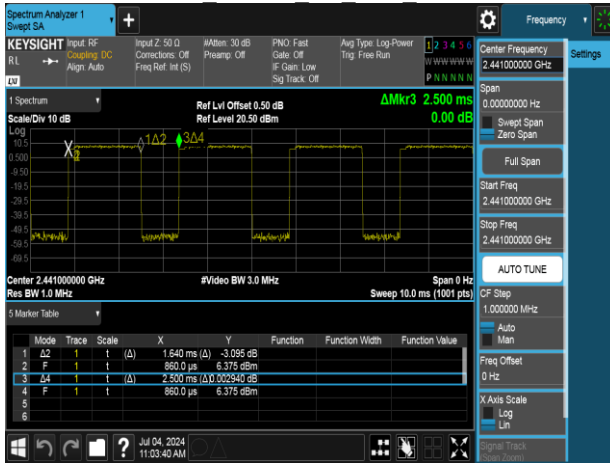 Spectrum Analyzer 1
Swept SA
+
Frequency
KEYSIGHT
RL
LXI
Input: RF
Coupling: DC
Align: Auto
Input Z: 50 Ω
Corrections: Off
Freq Ref: Int (S)
#Atten: 30 dB
Preamp: Off
PNO: Fast
Gate: Off
IF Gain: Low
Sig Track: Off
Avg Type: Log-Power
Trig: Free Run
1 2 3 4 5 6
W W W W W W
P N N N N N
Center Frequency
2.441000000 GHz
Settings
Span
0.00000000 Hz
Swept Span
Zero Span
Full Span
Start Freq
2.441000000 GHz
Stop Freq
2.441000000 GHz
AUTO TUNE
CF Step
1.000000 MHz
Auto
Man
Freq Offset
0 Hz
X Axis Scale
Log
Lin
Signal Track
(Span Zoom)
1 Spectrum
Scale/Div 10 dB
Log
Ref Lvl Offset 0.50 dB
Ref Level 20.50 dBm
ΔMkr3 2.500 ms
0.00 dB
10.5
0.500
-9.50
-19.5
-29.5
-39.5
-49.5
-59.5
-69.5
1Δ2
3Δ4
Center 2.441000000 GHz
Res BW 1.0 MHz
#Video BW 3.0 MHz
Span 0 Hz
Sweep 10.0 ms (1001 pts)
5 Marker Table
Mode Trace Scale X Y Function Function Width Function Value
1 Δ2 1 t (Δ) 1.640 ms (Δ) -3.095 dB
2 F 1 t 860.0 µs 6.375 dBm
3 Δ4 1 t (Δ) 2.500 ms (Δ) 0.002940 dB
4 F 1 t 860.0 µs 6.375 dBm
5
6
?
Jul 04, 2024
11:03:40 AM